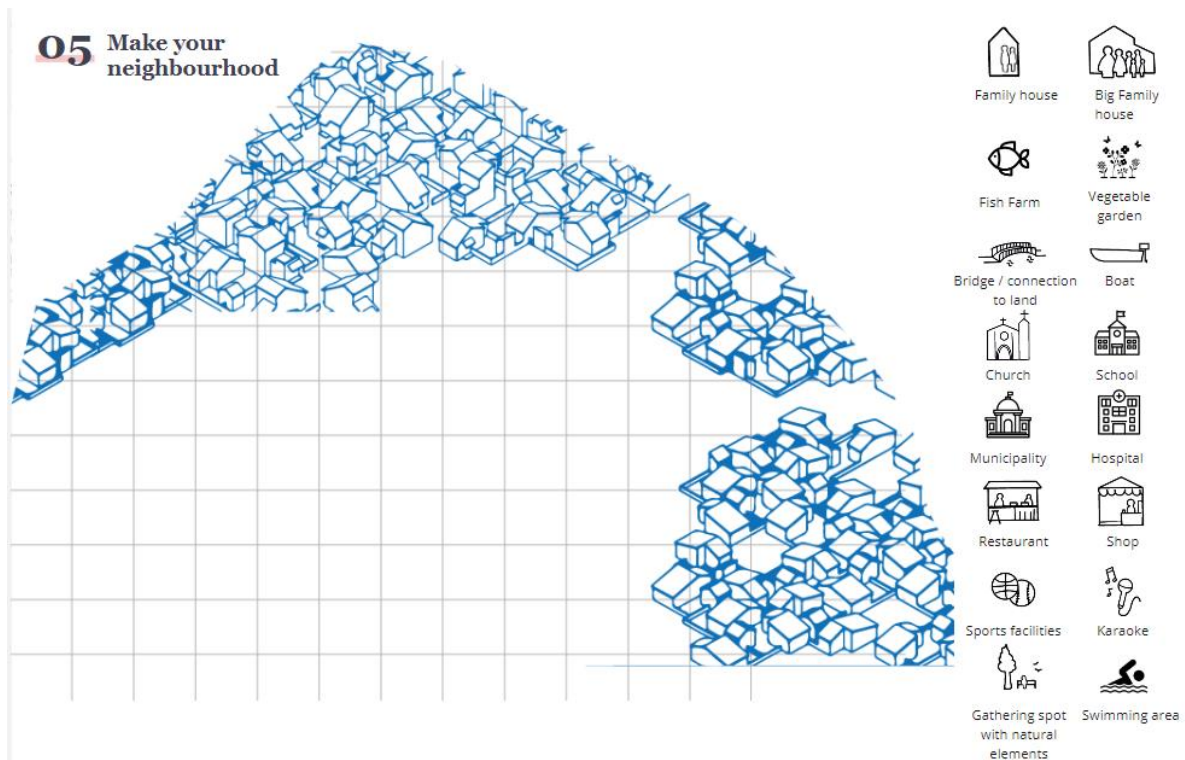 05 Make your
neighbourhood
Family house
Big Family
house
Fish Farm
Vegetable
garden
Bridge / connection
to land
Boat
Church
School
Municipality
Hospital
Restaurant
Shop
Sports facilities
Karaoke
Gathering spot
with natural
elements
Swimming area